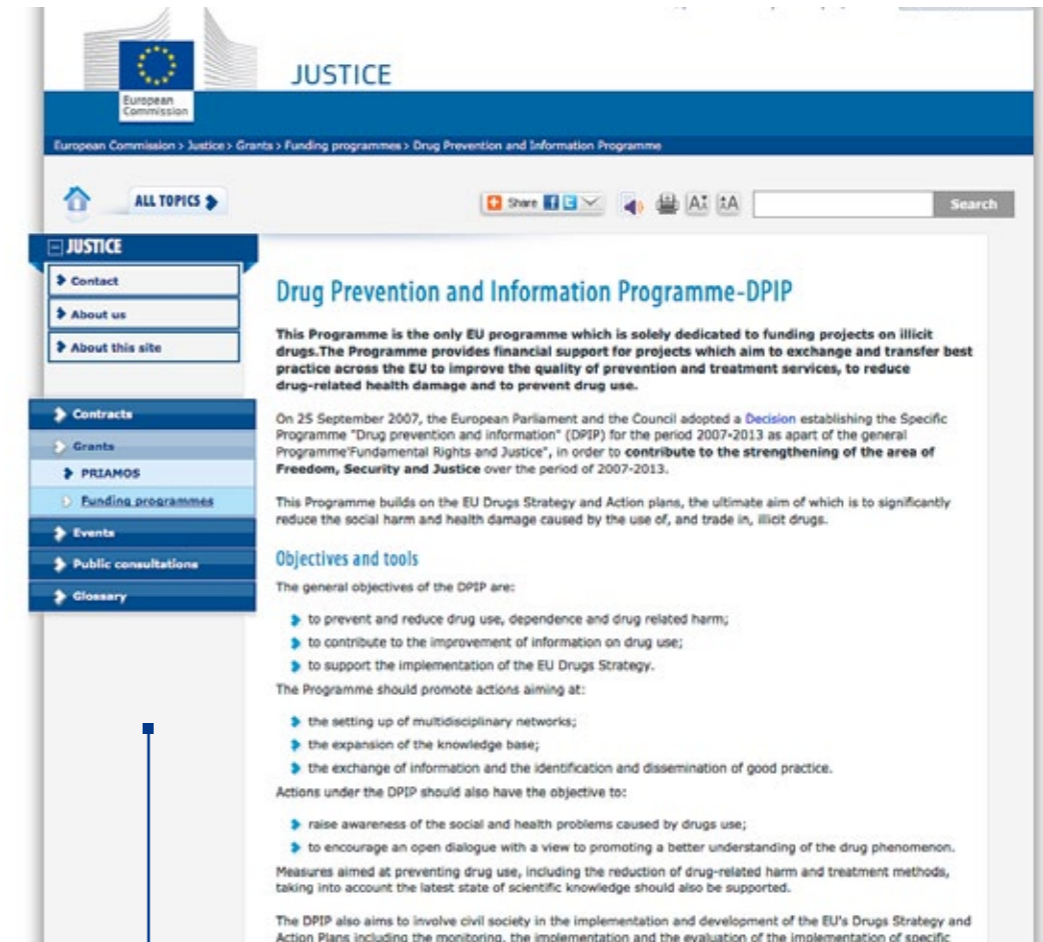 JUSTICE
European
Commission
European Commission > Justice > Grants > Funding programmes > Drug Prevention and Information Programme
ALL TOPICS
Share
A
A
Search
JUSTICE
Contact
About us
About this site
Contracts
Grants
PRIAMOS
Funding programmes
Events
Public consultations
Glossary
Drug Prevention and Information Programme-DPIP
This Programme is the only EU programme which is solely dedicated to funding projects on illicit
drugs.The Programme provides financial support for projects which aim to exchange and transfer best
practice across the EU to improve the quality of prevention and treatment services, to reduce
drug-related health damage and to prevent drug use.
On 25 September 2007, the European Parliament and the Council adopted a Decision establishing the Specific
Programme "Drug prevention and information" (DPIP) for the period 2007-2013 as apart of the general
Programme'Fundamental Rights and Justice", in order to contribute to the strengthening of the area of
Freedom, Security and Justice over the period of 2007-2013.
This Programme builds on the EU Drugs Strategy and Action plans, the ultimate aim of which is to significantly
reduce the social harm and health damage caused by the use of, and trade in, illicit drugs.
Objectives and tools
The general objectives of the DPIP are:
to prevent and reduce drug use, dependence and drug related harm;
to contribute to the improvement of information on drug use;
to support the implementation of the EU Drugs Strategy.
The Programme should promote actions aiming at:
the setting up of multidisciplinary networks;
the expansion of the knowledge base;
the exchange of information and the identification and dissemination of good practice.
Actions under the DPIP should also have the objective to:
raise awareness of the social and health problems caused by drugs use;
to encourage an open dialogue with a view to promoting a better understanding of the drug phenomenon.
Measures aimed at preventing drug use, including the reduction of drug-related harm and treatment methods,
taking into account the latest state of scientific knowledge should also be supported.
The DPIP also aims to involve civil society in the implementation and development of the EU's Drugs Strategy and
Action Plans including the monitoring, the implementation and the evaluation of the implementation of specific